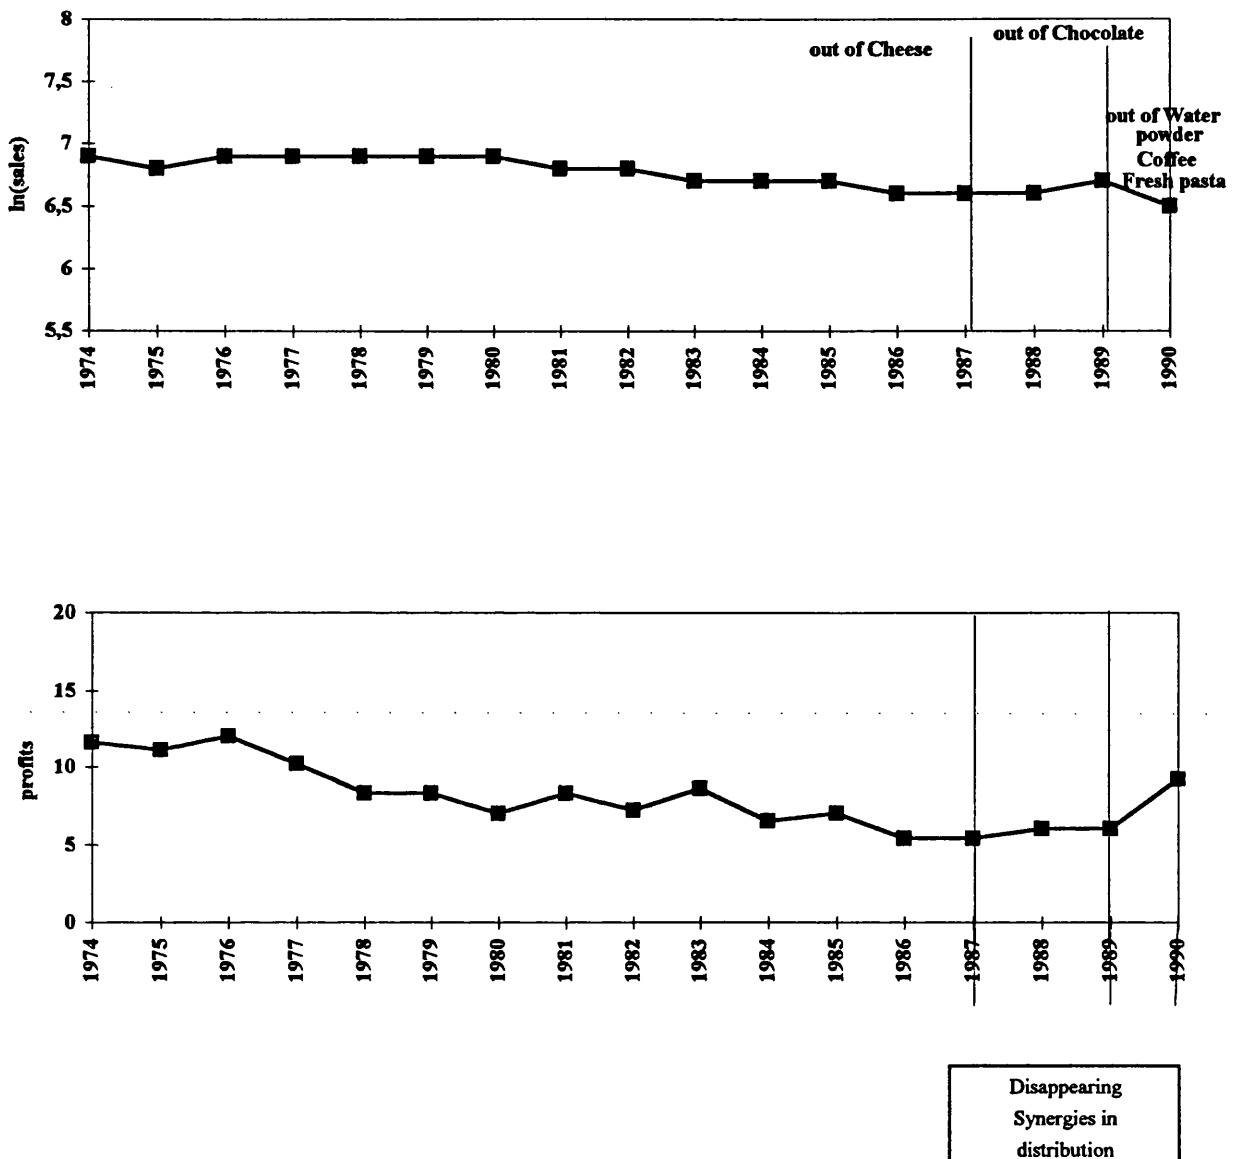 8
out of Chocolate
out of Cheese
7,5
out of Water
powder
7
Coffee
Fresh pasta
ln(sales)
6,5
6
5,5
1974 1975 1976 1977 1978 1979 1980 1981 1982 1983 1984 1985 1986 1987 1988 1989 1990
20
15
profits
10
5
0
1974 1975 1976 1977 1978 1979 1980 1981 1982 1983 1984 1985 1986 1987 1988 1989 1990
Disappearing
Synergies in
distribution